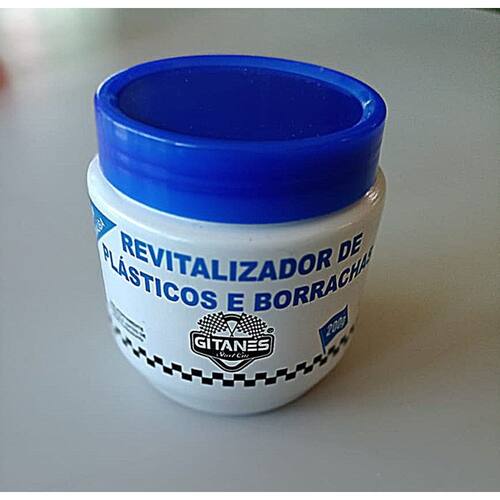 REVITALIZADOR DE
PLÁSTICOS E BORRACHAS
GITANES ®
200g